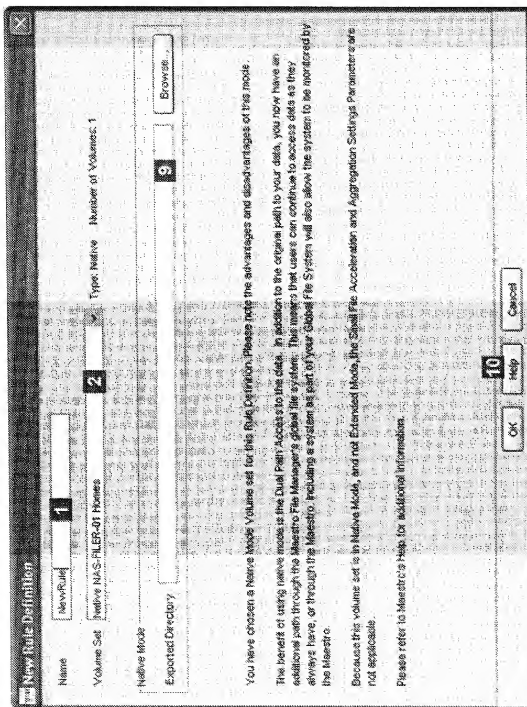 New Rule Definition
Name
NewRule
1
Volume Set
Native NAS-FILER-01 Homes
2
Type: Native
Number of Volumes: 1
Native Mode
Exported Directory
9
Browse...
You have chosen a Native Mode Volume set for this Rule Definition. Please note the advantages and disadvantages of this mode.
The benefit of using native mode is the Dual Path Access to the data. In addition to the original path to your data, you now have an
additional path through the Maestro File Manager's global file system. This means that users can continue to access data as they
always have, or through the Maestro. Including a system as part of your Global File System will also allow the system to be monitored by
the Maestro.
Because this volume set is in Native Mode, and not Extended Mode, the Small File Acceleration and Aggregation Settings Parameters are
not applicable.
Please refer to Maestro's Help for additional information.
OK
10
Help
Cancel